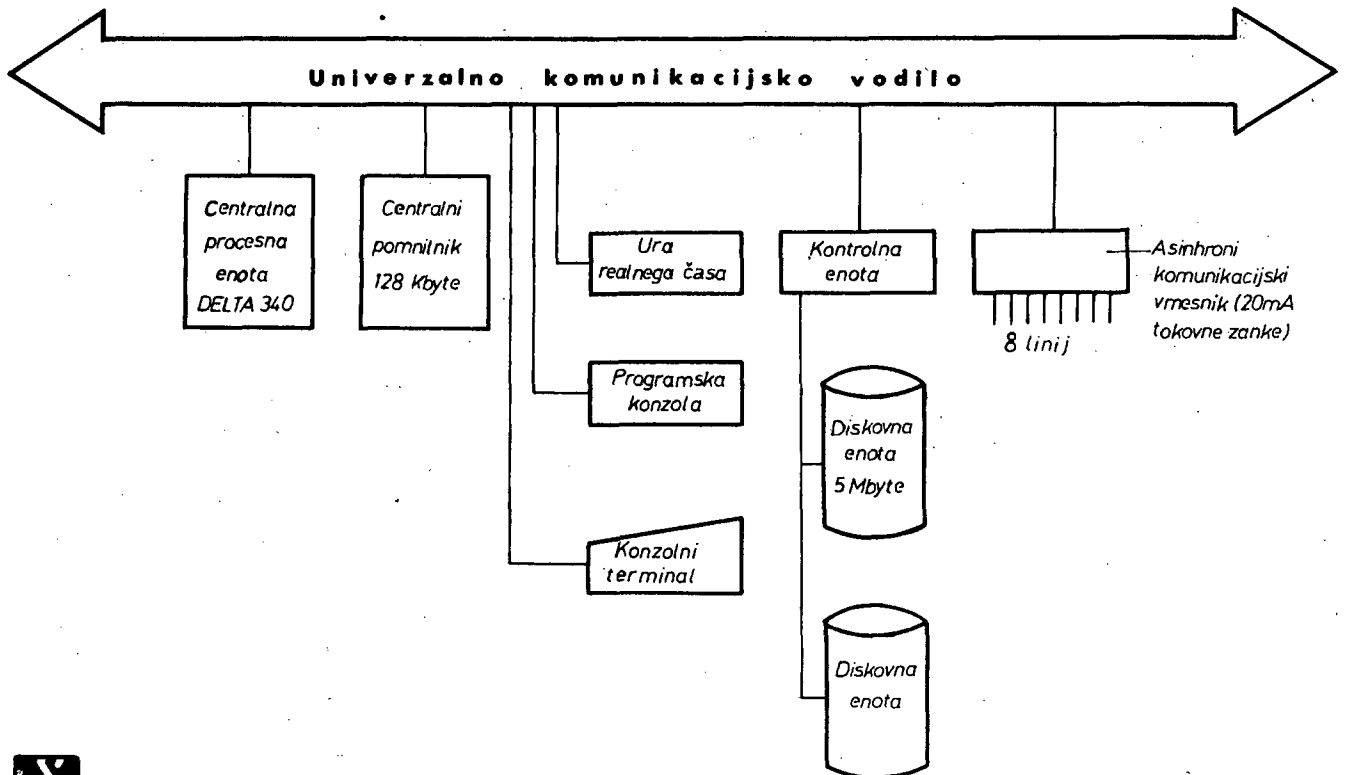 Univerzalno komunikacijsko vodilo
Centralna
procesna
enota
DELTA 340
Centralni
pomnilnik
128 Kbyte
Ura
realnega časa
Programska
konzola
Konzolni
terminal
Kontrolna
enota
Diskovna
enota
5 Mbyte
Diskovna
enota
8 linij
Asinhroni
komunikacijski
vmesnik (20mA
tokovne zanke)